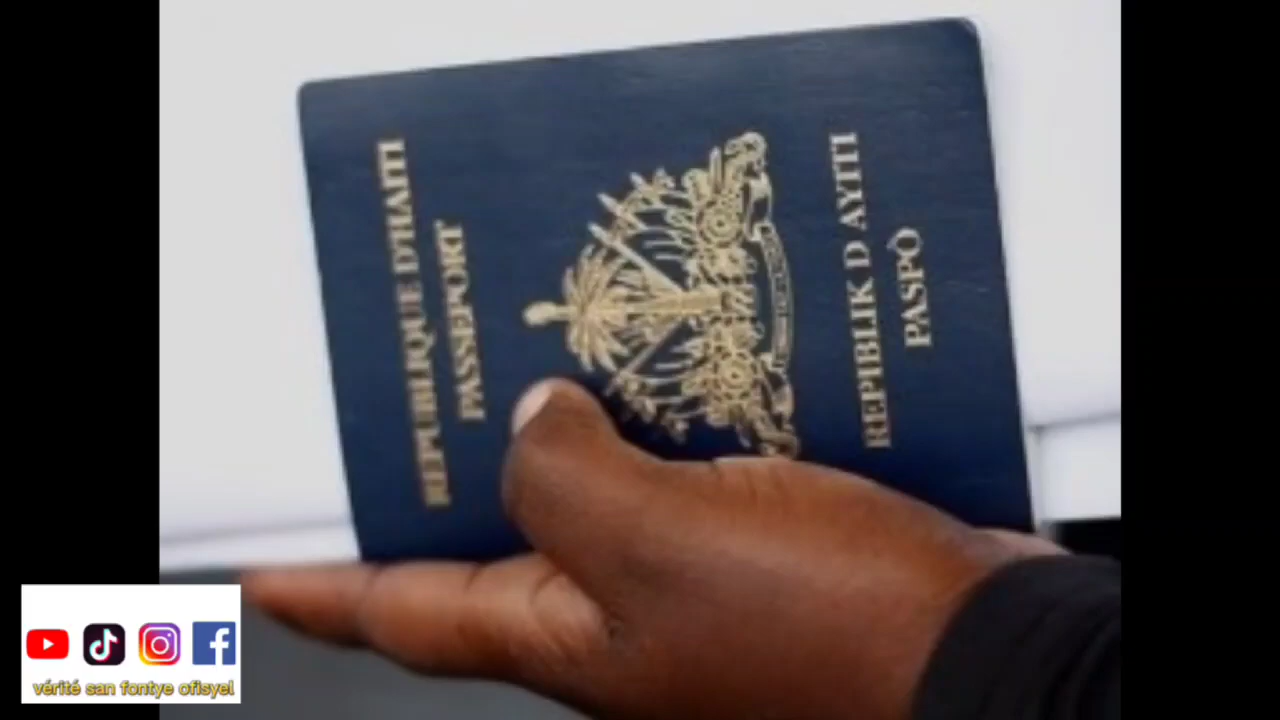 REPUBLIQUE D'HAITI
PASSEPORT
REPIBLIK D AYITI
PASPÒ
vérité san fontye ofisyel